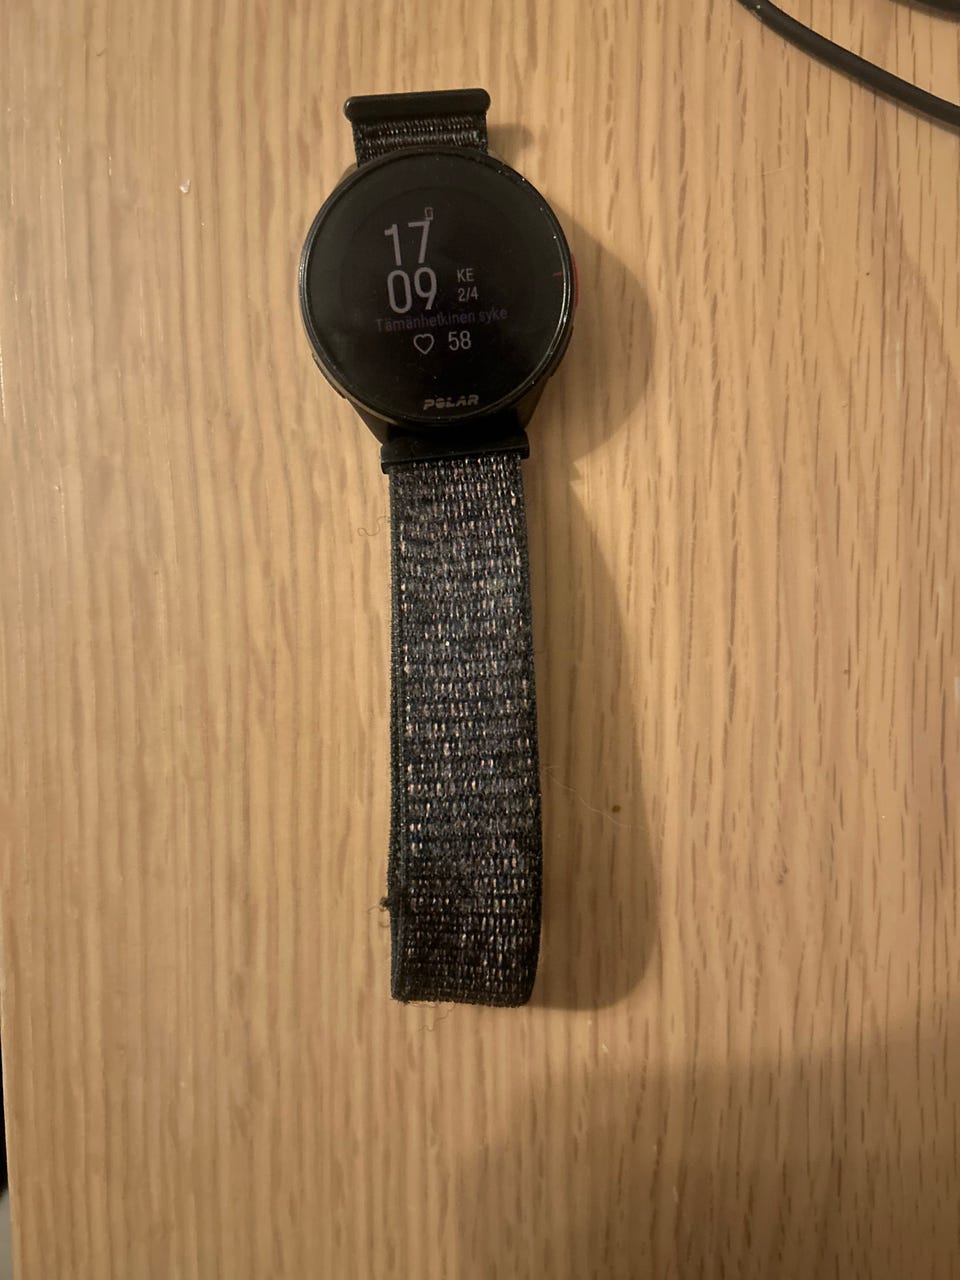 17
09 KE
2/4
Tämänhetkinen syke
58
POLAR